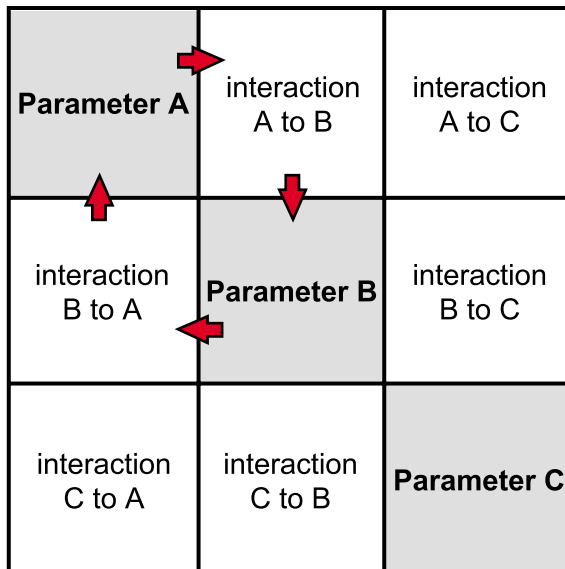 Parameter A
interaction
A to B
interaction
A to C
interaction
B to A
Parameter B
interaction
B to C
interaction
C to A
interaction
C to B
Parameter C